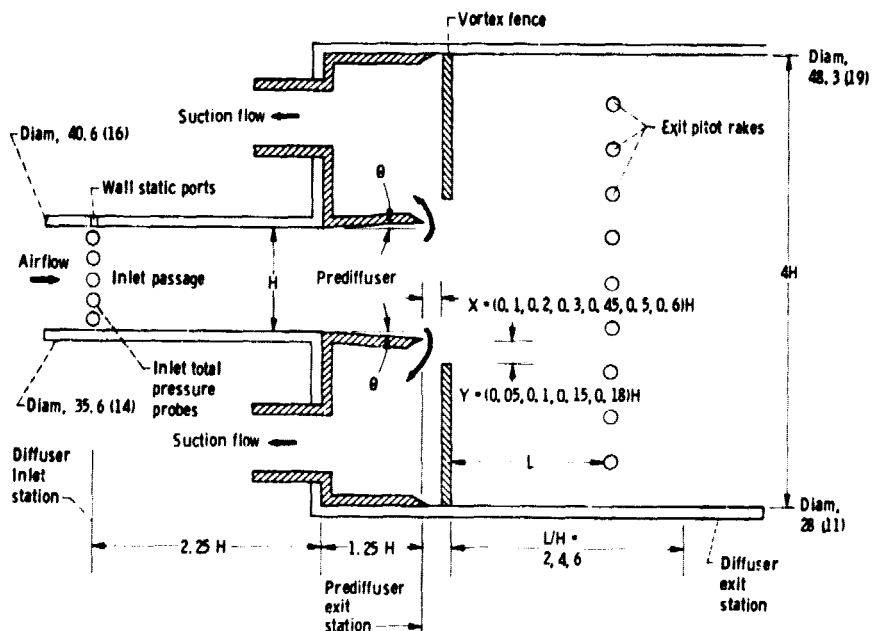 Vortex fence
Diam,
48.3 (19)
Suction flow
Exit pitot rakes
Diam, 40.6 (16)
θ
Wall static ports
Airflow
Inlet passage
H
Prediffuser
4H
X = (0.1, 0.2, 0.3, 0.45, 0.5, 0.6)H
Inlet total
pressure
probes
θ
Y = (0.05, 0.1, 0.15, 0.18)H
Diam, 35.6 (14)
Suction flow
L
Diffuser
Inlet
station
Diam,
28 (11)
2.25 H
1.25 H
L/H =
2, 4, 6
Prediffuser
exit
station
Diffuser
exit
station